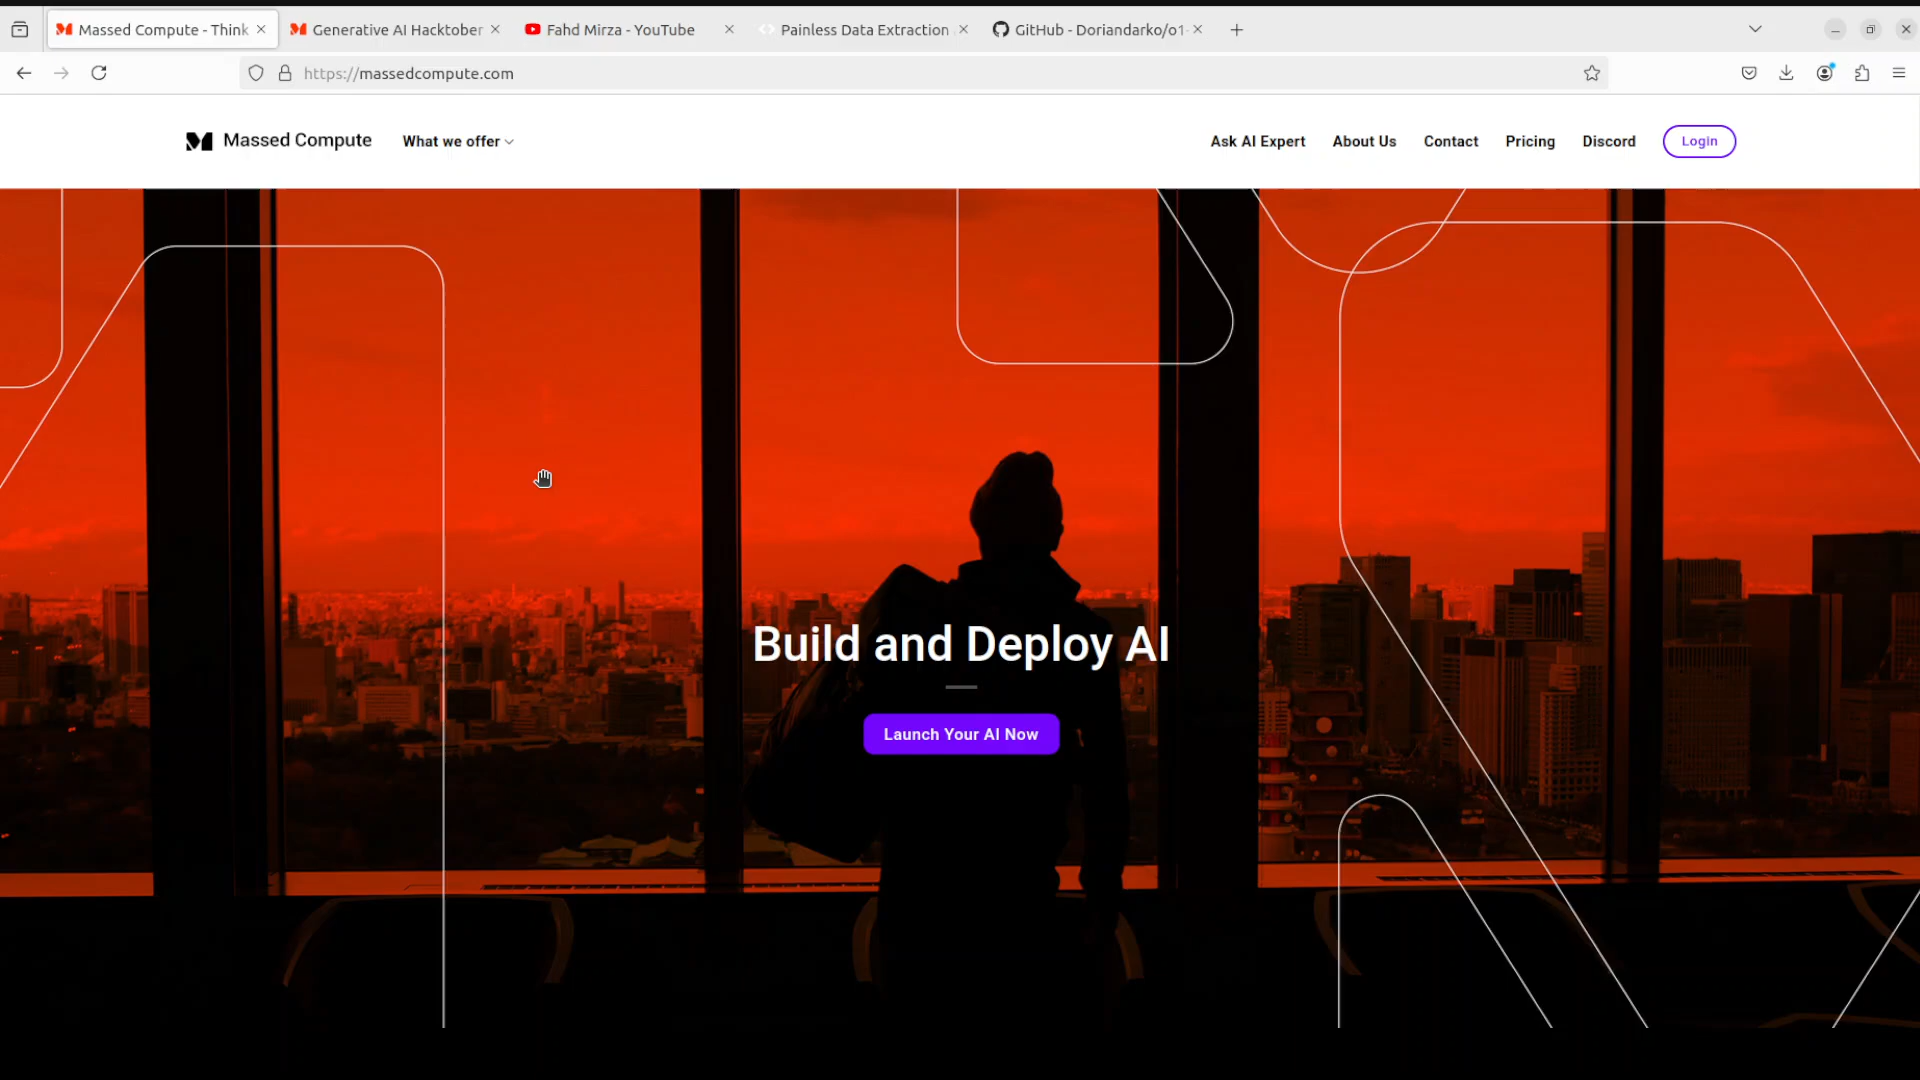 Massed Compute - Think
Generative AI Hacktober
Fahd Mirza - YouTube
Painless Data Extraction
GitHub - Doriandarko/o1-
https://massedcompute.com
Massed Compute
What we offer
Ask AI Expert
About Us
Contact
Pricing
Discord
Login
Build and Deploy AI
Launch Your AI Now